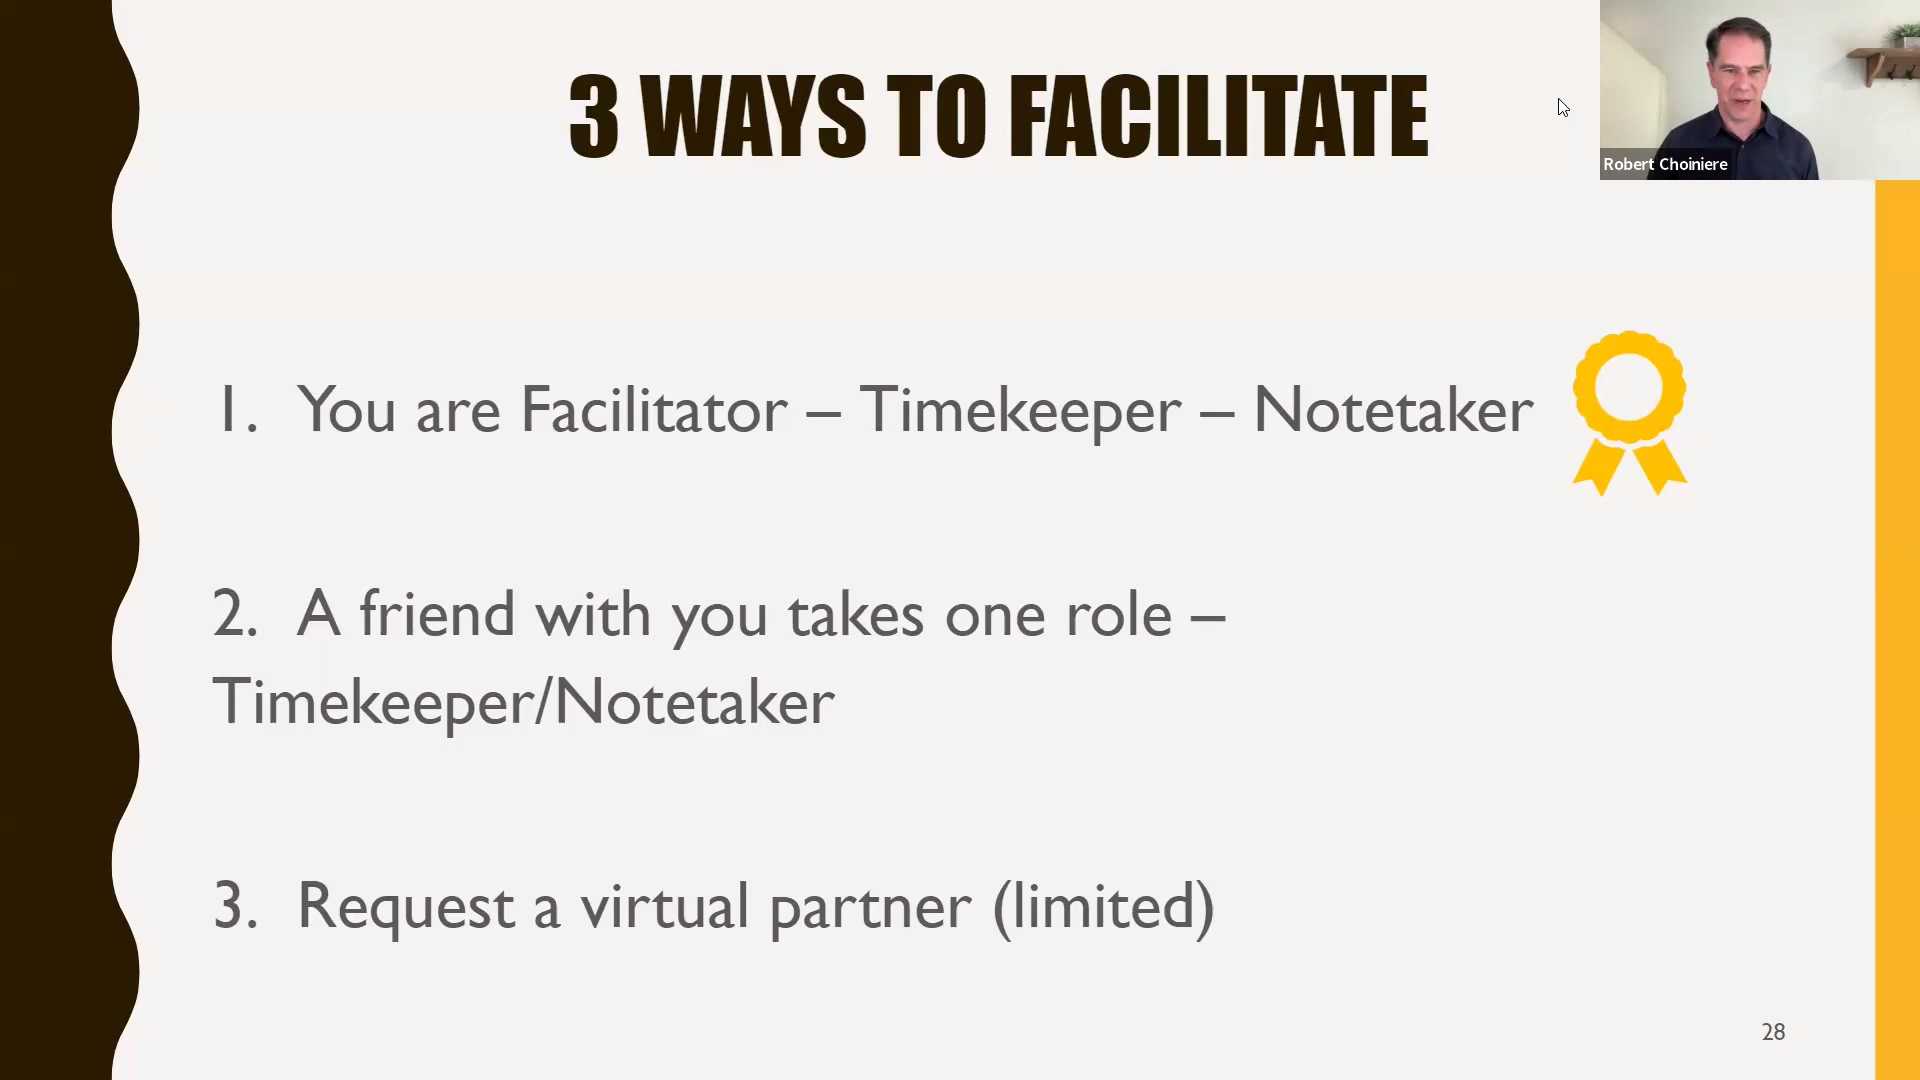 3 WAYS TO FACILITATE
Robert Choiniere
1. You are Facilitator – Timekeeper – Notetaker
2. A friend with you takes one role –
Timekeeper/Notetaker
3. Request a virtual partner (limited)
28